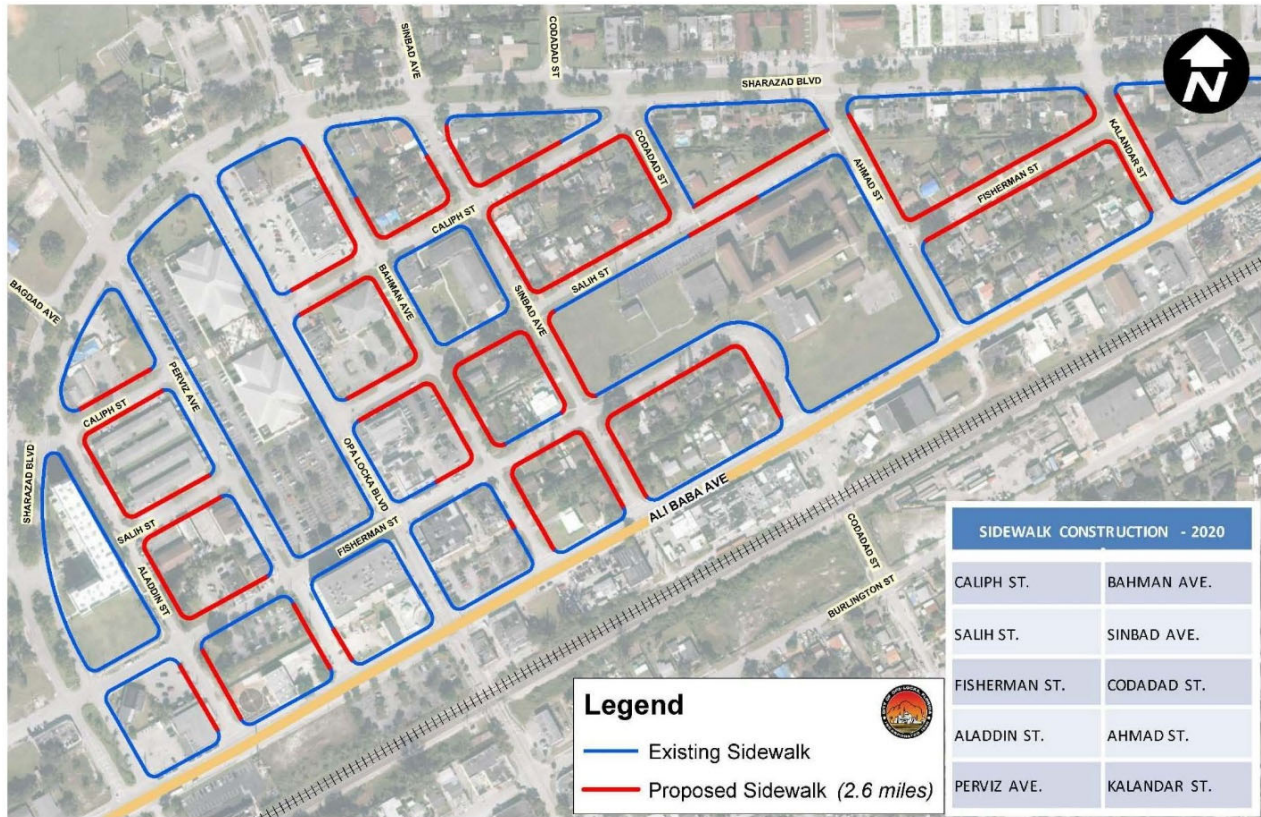 SINBAD AVE
CODADAD ST
SHARAZAD BLVD
N
CODADAD ST
KALANDAR ST
AHMAD ST
FISHERMAN ST
CALIPH ST
BAHMAN AVE
SALIH ST
SINBAD AVE
BAGDAD AVE
PERVIZ AVE
CALIPH ST
SHARAZAD BLVD
OPA LOCKA BLVD
ALI BABA AVE
SALIH ST
FISHERMAN ST
ALADDIN ST
CODADAD ST
BURLINGTON ST
SIDEWALK CONSTRUCTION - 2020
CALIPH ST. BAHMAN AVE.
SALIH ST. SINBAD AVE.
FISHERMAN ST. CODADAD ST.
ALADDIN ST. AHMAD ST.
PERVIZ AVE. KALANDAR ST.
Legend
Existing Sidewalk
Proposed Sidewalk (2.6 miles)